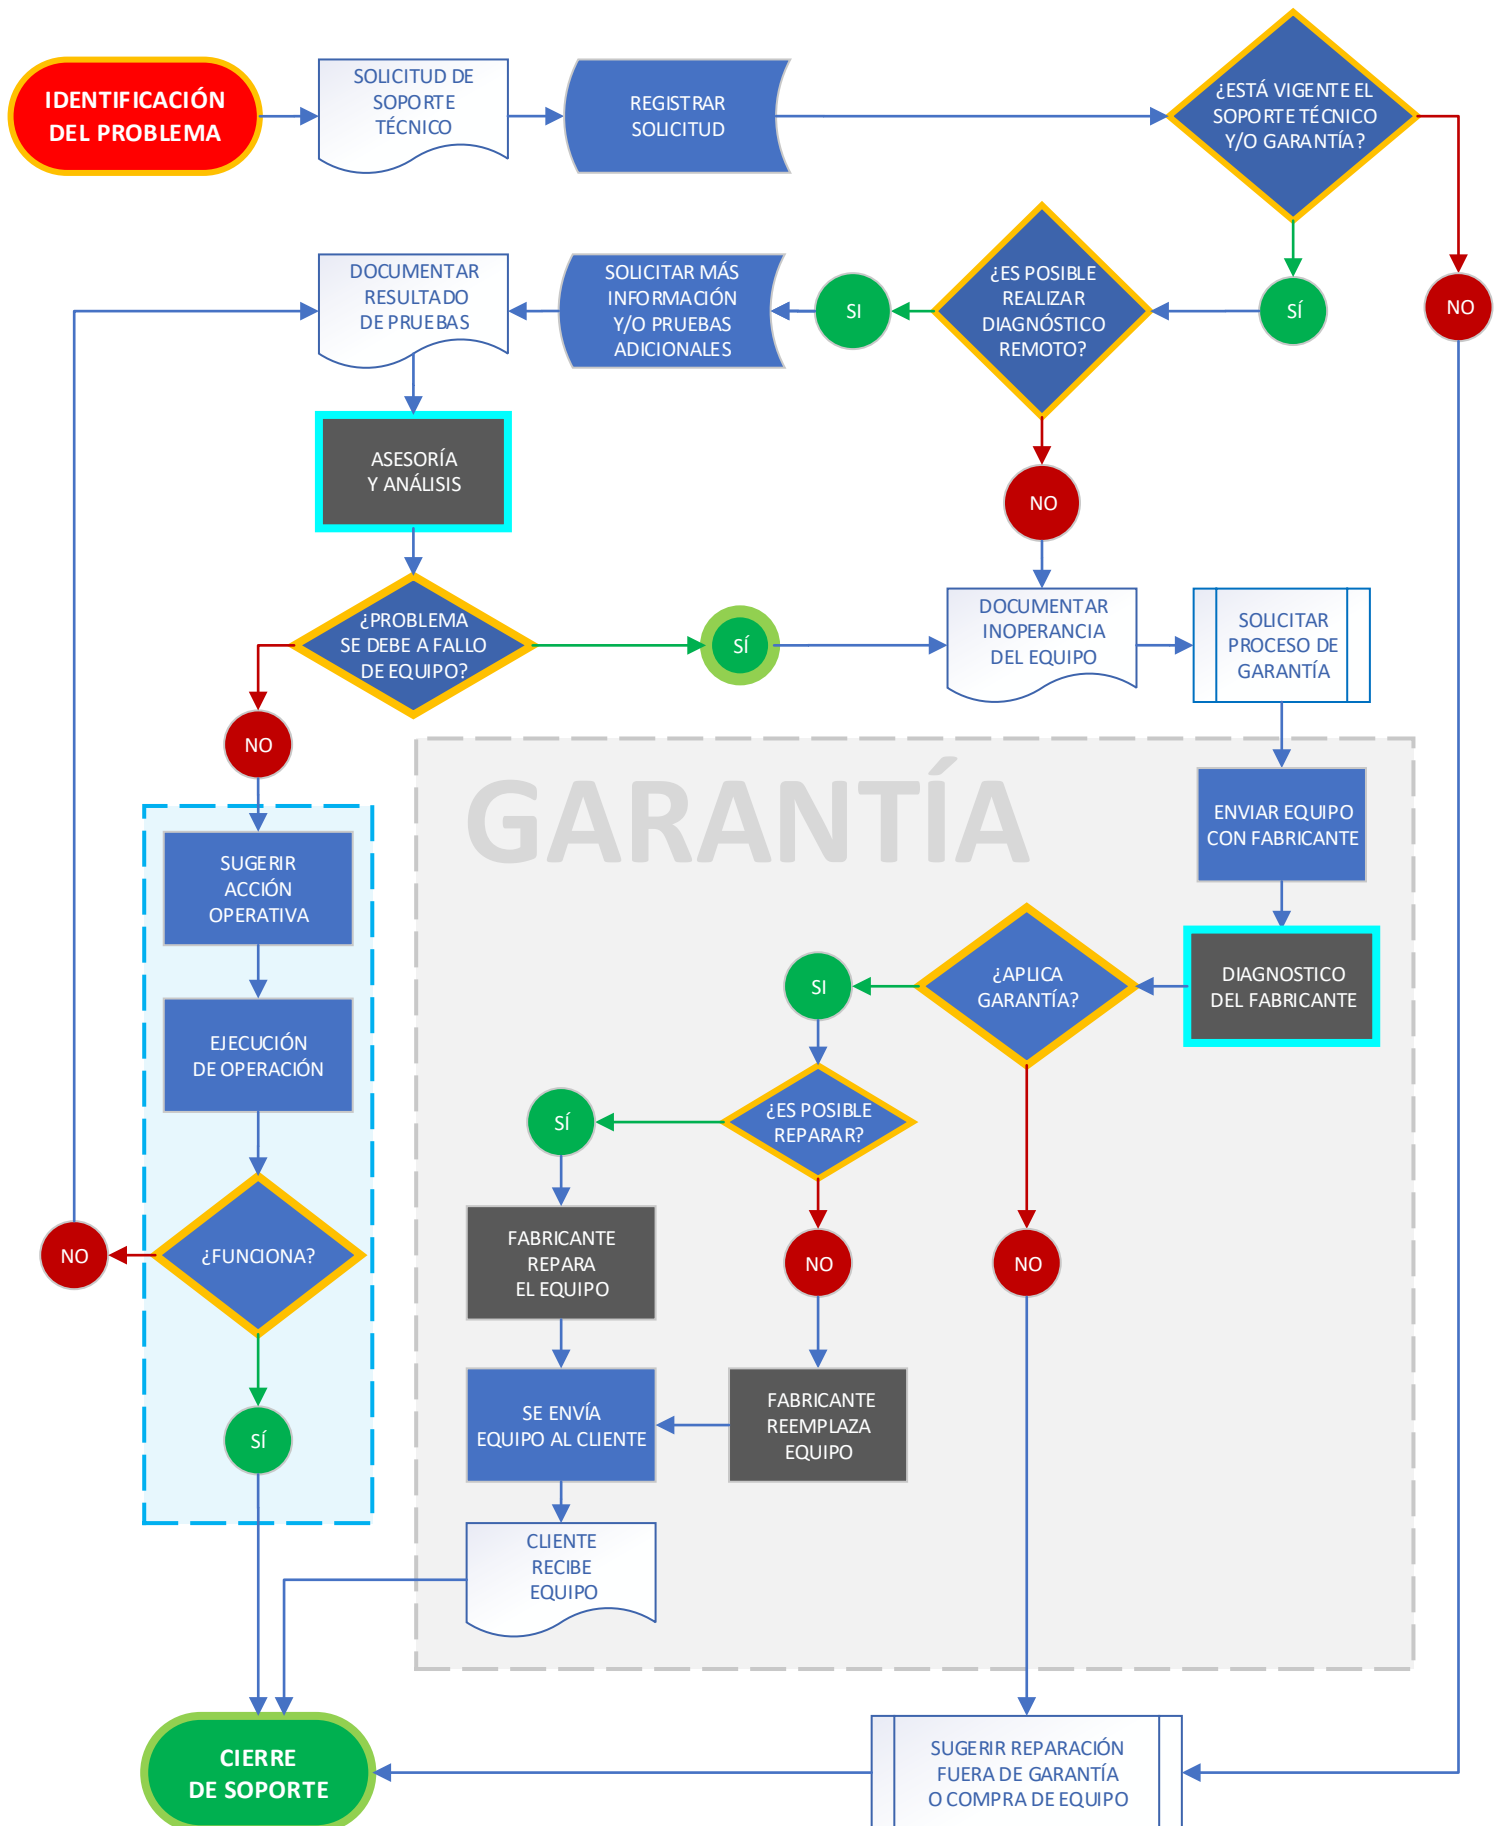 IDENTIFICACIÓN
DEL PROBLEMA
SOLICITUD DE
SOPORTE
TÉCNICO
REGISTRAR
SOLICITUD
¿ESTÁ VIGENTE EL
SOPORTE TÉCNICO
Y/O GARANTÍA?
NO
SÍ
¿ES POSIBLE
REALIZAR
DIAGNÓSTICO
REMOTO?
SI
SOLICITAR MÁS
INFORMACIÓN
Y/O PRUEBAS
ADICIONALES
DOCUMENTAR
RESULTADO
DE PRUEBAS
ASESORÍA
Y ANÁLISIS
NO
¿PROBLEMA
SE DEBE A FALLO
DE EQUIPO?
SÍ
DOCUMENTAR
INOPERANCIA
DEL EQUIPO
SOLICITAR
PROCESO DE
GARANTÍA
NO
GARANTÍA
ENVIAR EQUIPO
CON FABRICANTE
SUGERIR
ACCIÓN
OPERATIVA
DIAGNOSTICO
DEL FABRICANTE
¿APLICA
GARANTÍA?
SI
EJECUCIÓN
DE OPERACIÓN
¿ES POSIBLE
REPARAR?
SÍ
¿FUNCIONA?
NO
FABRICANTE
REPARA
EL EQUIPO
NO
NO
SE ENVÍA
EQUIPO AL CLIENTE
FABRICANTE
REEMPLAZA
EQUIPO
SÍ
CLIENTE
RECIBE
EQUIPO
CIERRE
DE SOPORTE
SUGERIR REPARACIÓN
FUERA DE GARANTÍA
O COMPRA DE EQUIPO